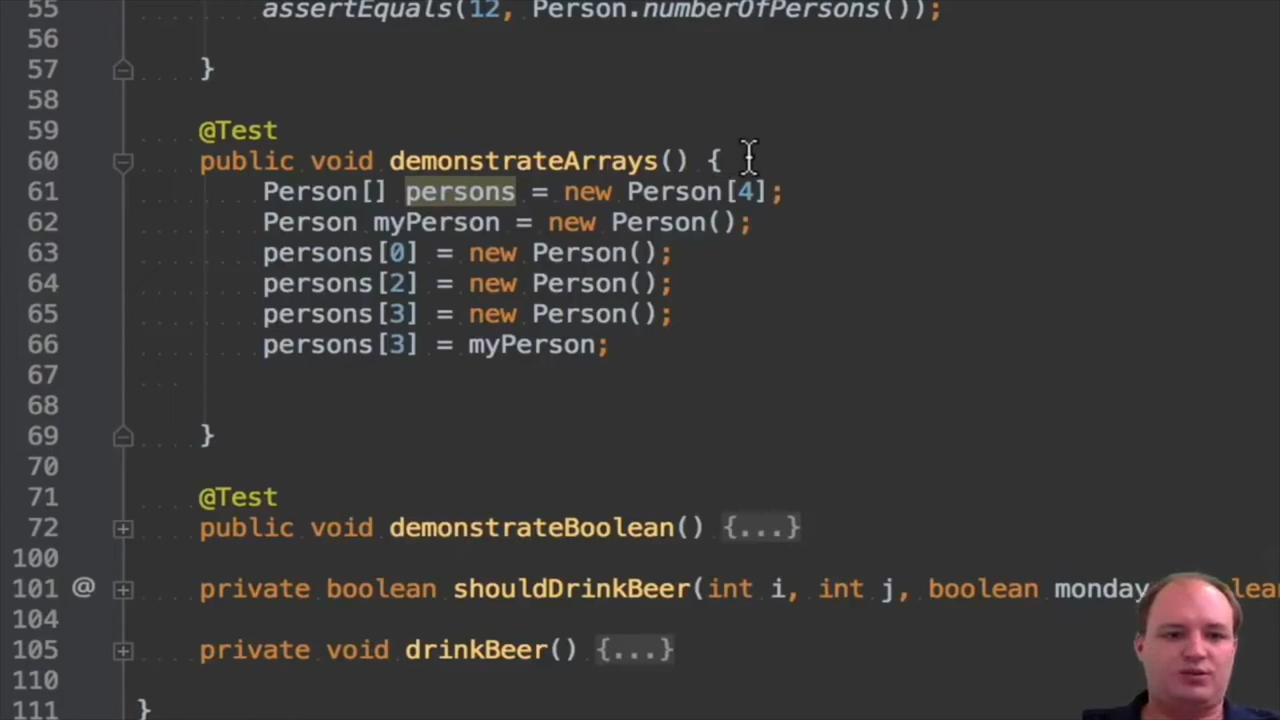 55 assertEquals(12, Person.numberOfPersons());
56
57 }
58
59 @Test
60 public void demonstrateArrays() {
61 Person[] persons = new Person[4];
62 Person myPerson = new Person();
63 persons[0] = new Person();
64 persons[2] = new Person();
65 persons[3] = new Person();
66 persons[3] = myPerson;
67
68
69 }
70
71 @Test
72 public void demonstrateBoolean() {...}
100
101 @ private boolean shouldDrinkBeer(int i, int j, boolean monday
104
105 private void drinkBeer() {...}
110
111 }